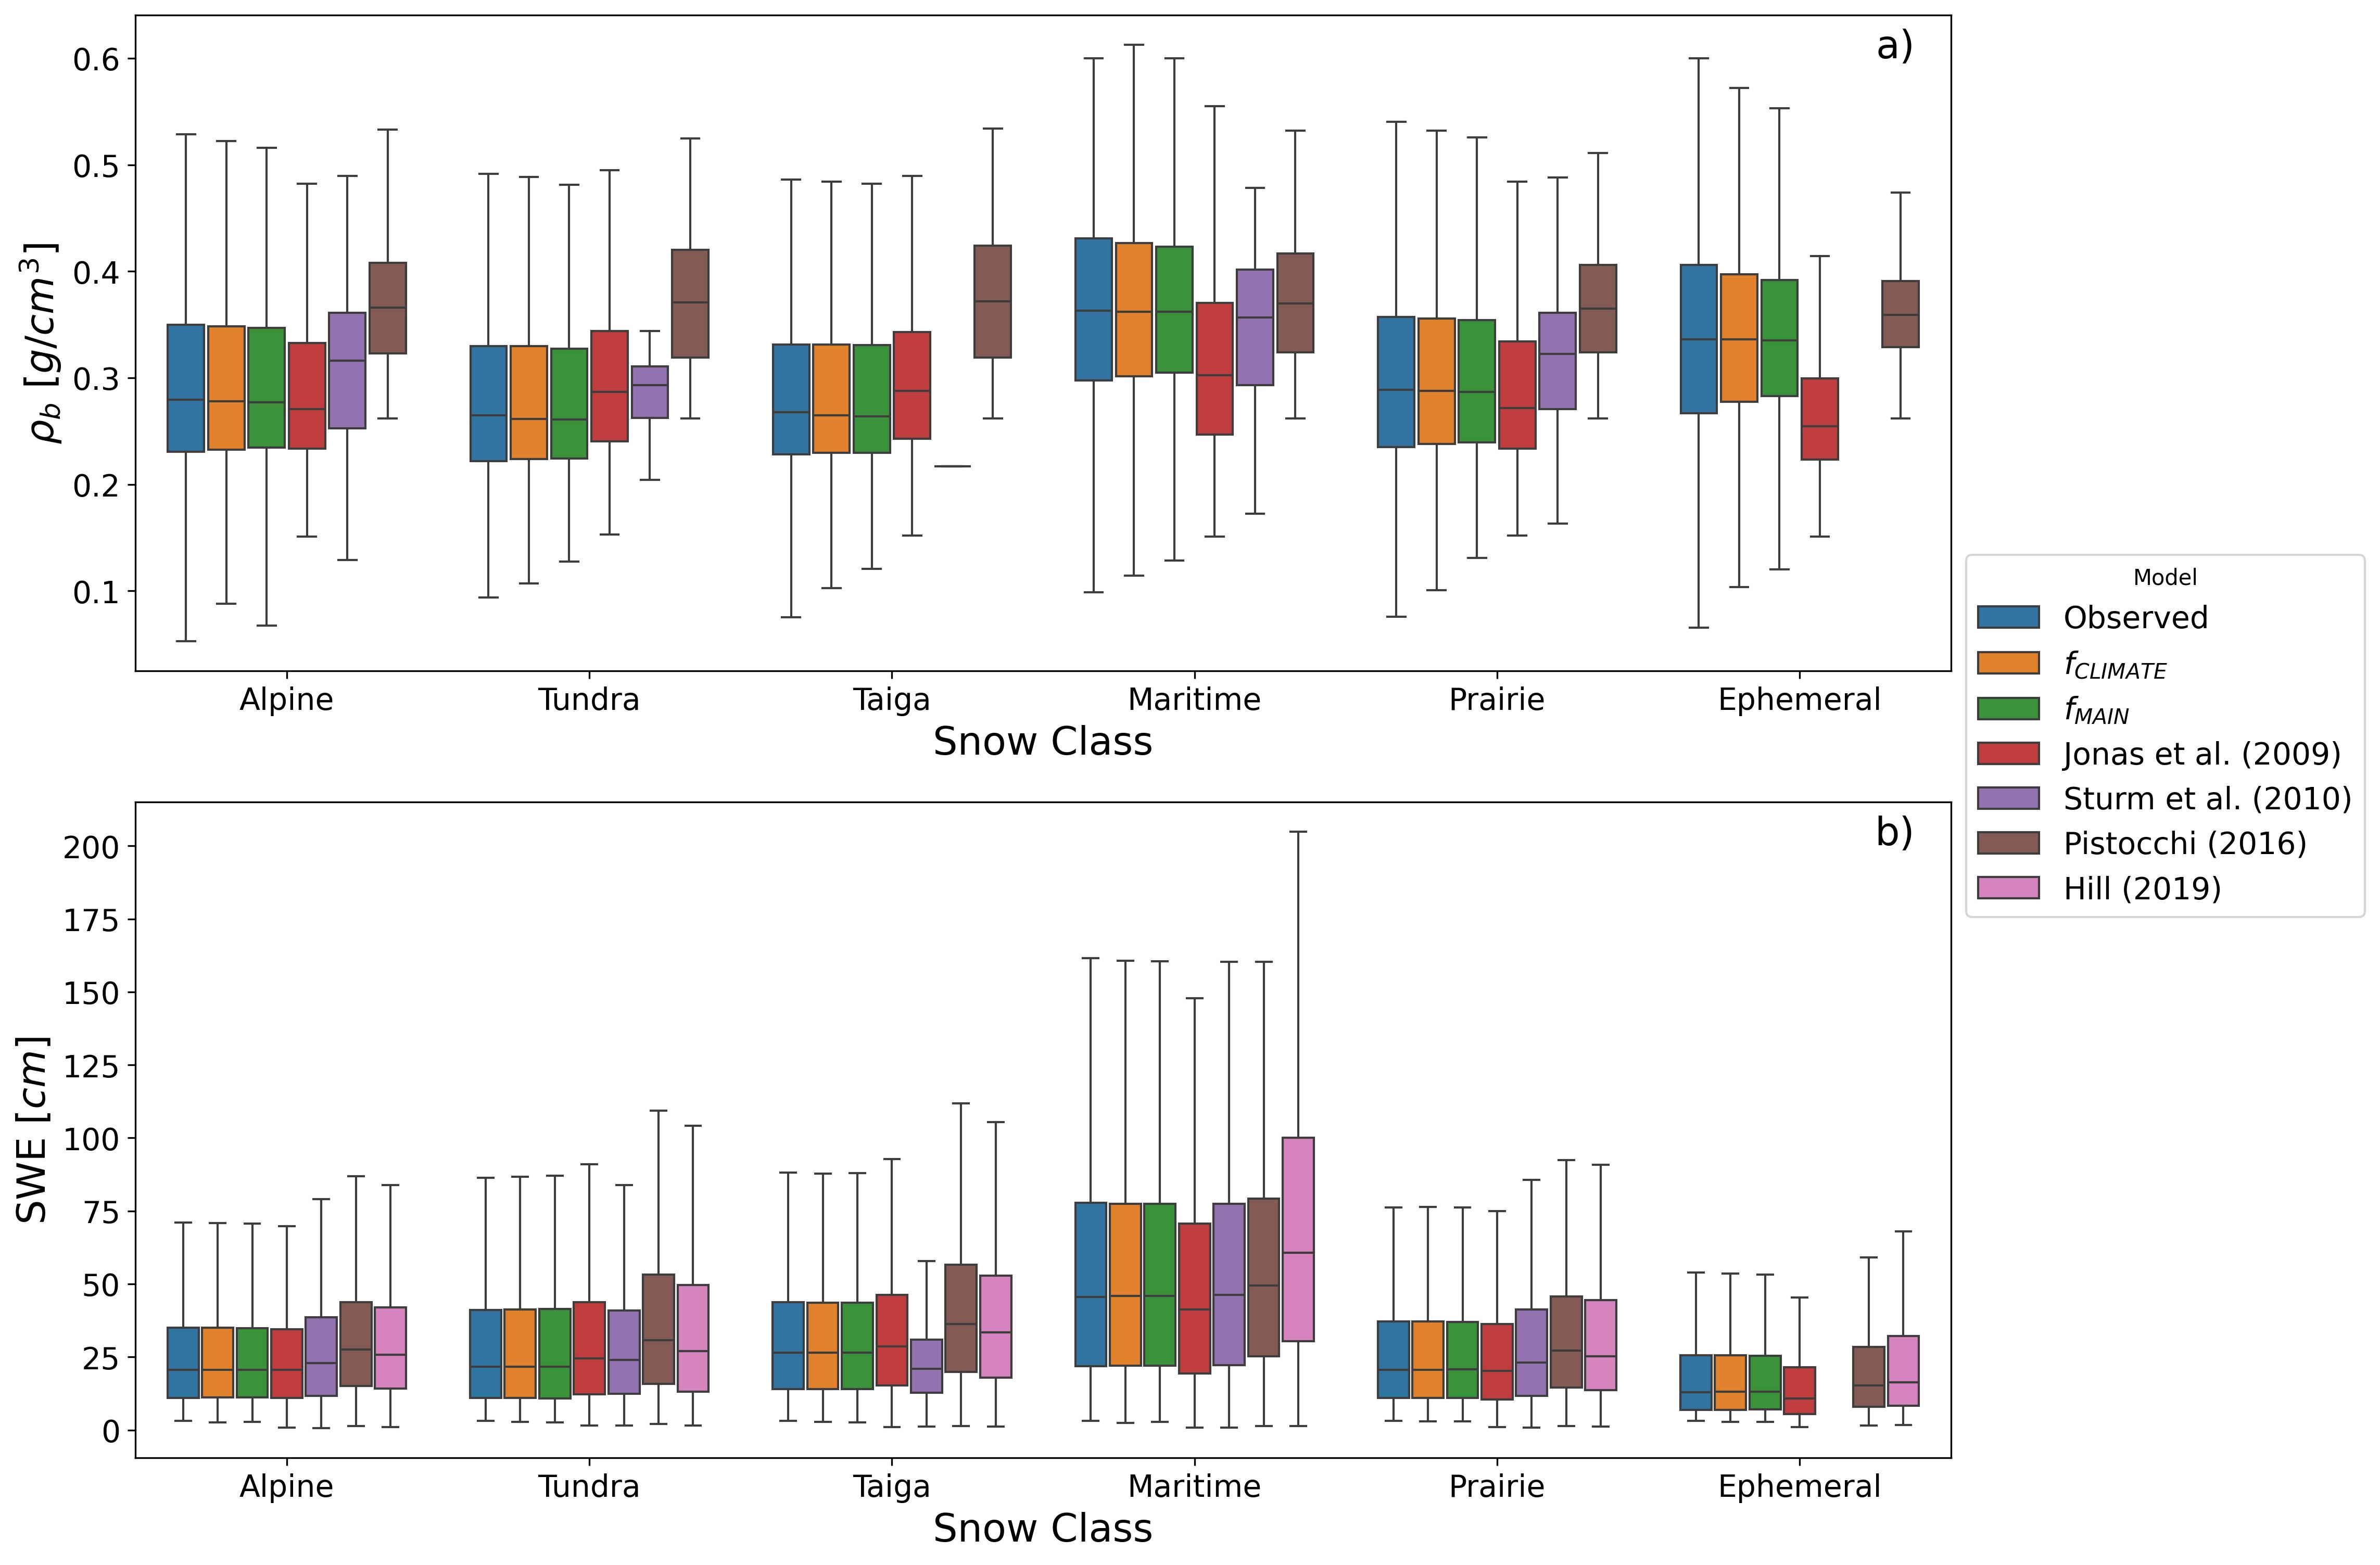 a)
0.6
0.5
0.4
0.3
0.2
0.1
ρb [g/cm3]
Alpine Tundra Taiga Maritime Prairie Ephemeral
Snow Class
Model
Observed
fCLIMATE
fMAIN
Jonas et al. (2009)
Sturm et al. (2010)
Pistocchi (2016)
Hill (2019)
b)
200
175
150
125
100
75
50
25
0
SWE [cm]
Alpine Tundra Taiga Maritime Prairie Ephemeral
Snow Class